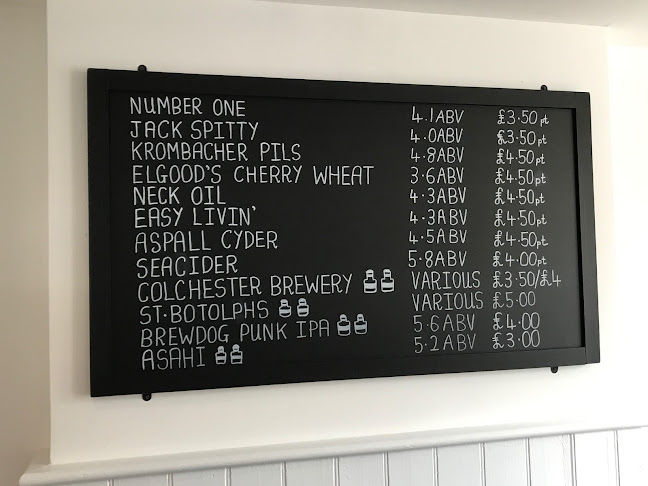 NUMBER ONE 4.1ABV £3.50pt
JACK SPITTY 4.0ABV £3.50pt
KROMBACHER PILS 4.8ABV £4.50pt
ELGOOD'S CHERRY WHEAT 3.6ABV £4.50pt
NECK OIL 4.3ABV £4.50pt
EASY LIVIN' 4.3ABV £4.50pt
ASPALL CYDER 4.5ABV £4.50pt
SEACIDER 5.8ABV £4.00pt
COLCHESTER BREWERY VARIOUS £3.50/£4
ST.BOTOLPHS VARIOUS £5.00
BREWDOG PUNK IPA 5.6ABV £4.00
ASAHI 5.2ABV £3.00